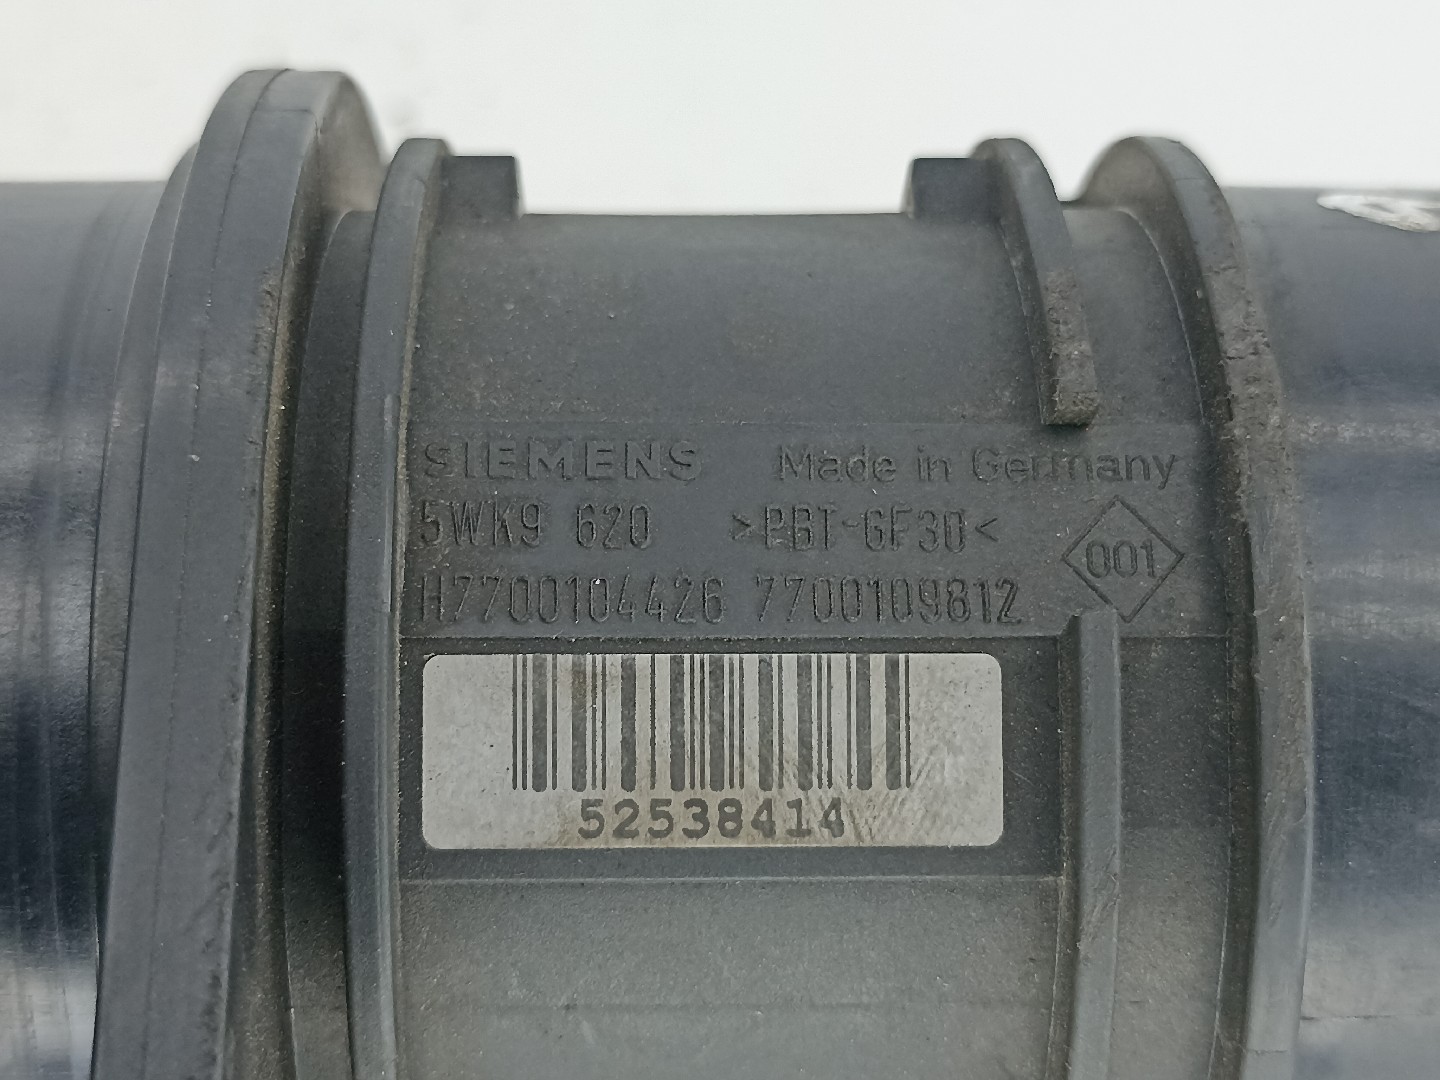 SIEMENS Made in Germany
5WK9 620 >PBT-GF30<
001
H7700104426 7700109812
52538414